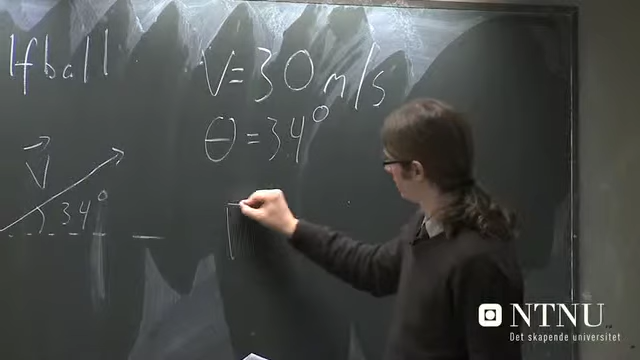 lfball
V = 30 m/s
θ = 34°
v
34°
NTNU
Det skapende universitet